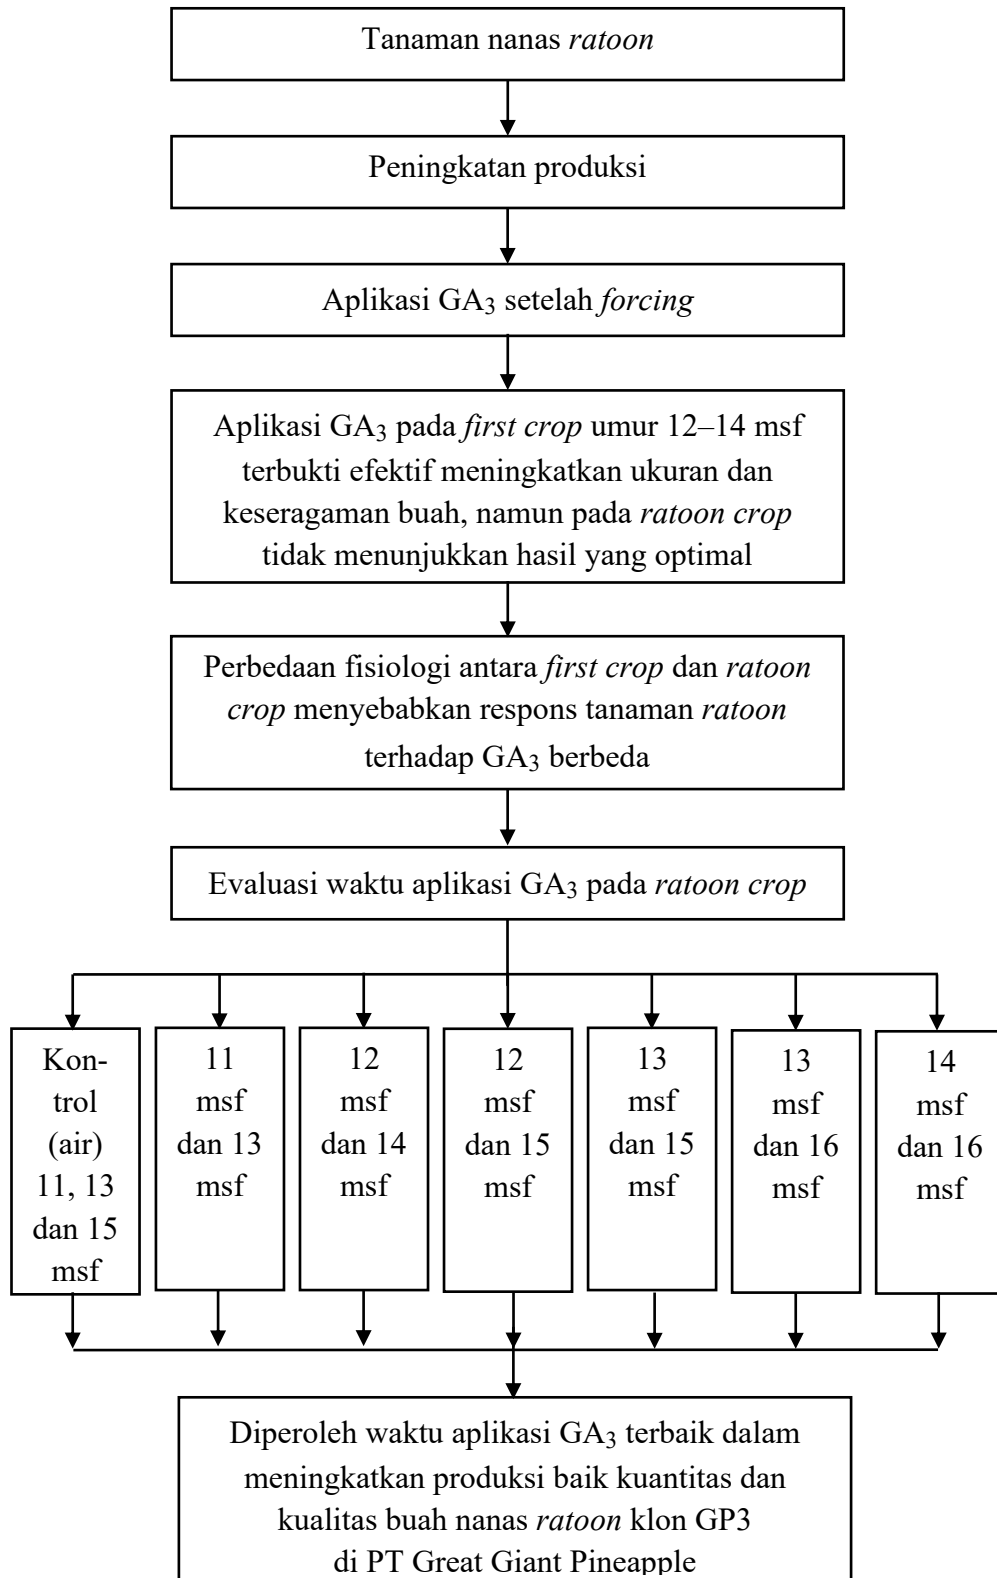 Tanaman nanas ratoon
Peningkatan produksi
Aplikasi GA3 setelah forcing
Aplikasi GA3 pada first crop umur 12–14 msf
terbukti efektif meningkatkan ukuran dan
keseragaman buah, namun pada ratoon crop
tidak menunjukkan hasil yang optimal
Perbedaan fisiologi antara first crop dan ratoon
crop menyebabkan respons tanaman ratoon
terhadap GA3 berbeda
Evaluasi waktu aplikasi GA3 pada ratoon crop
Kon-
trol
(air)
11, 13
dan 15
msf
11
msf
dan 13
msf
12
msf
dan 14
msf
12
msf
dan 15
msf
13
msf
dan 15
msf
13
msf
dan 16
msf
14
msf
dan 16
msf
Diperoleh waktu aplikasi GA3 terbaik dalam
meningkatkan produksi baik kuantitas dan
kualitas buah nanas ratoon klon GP3
di PT Great Giant Pineapple